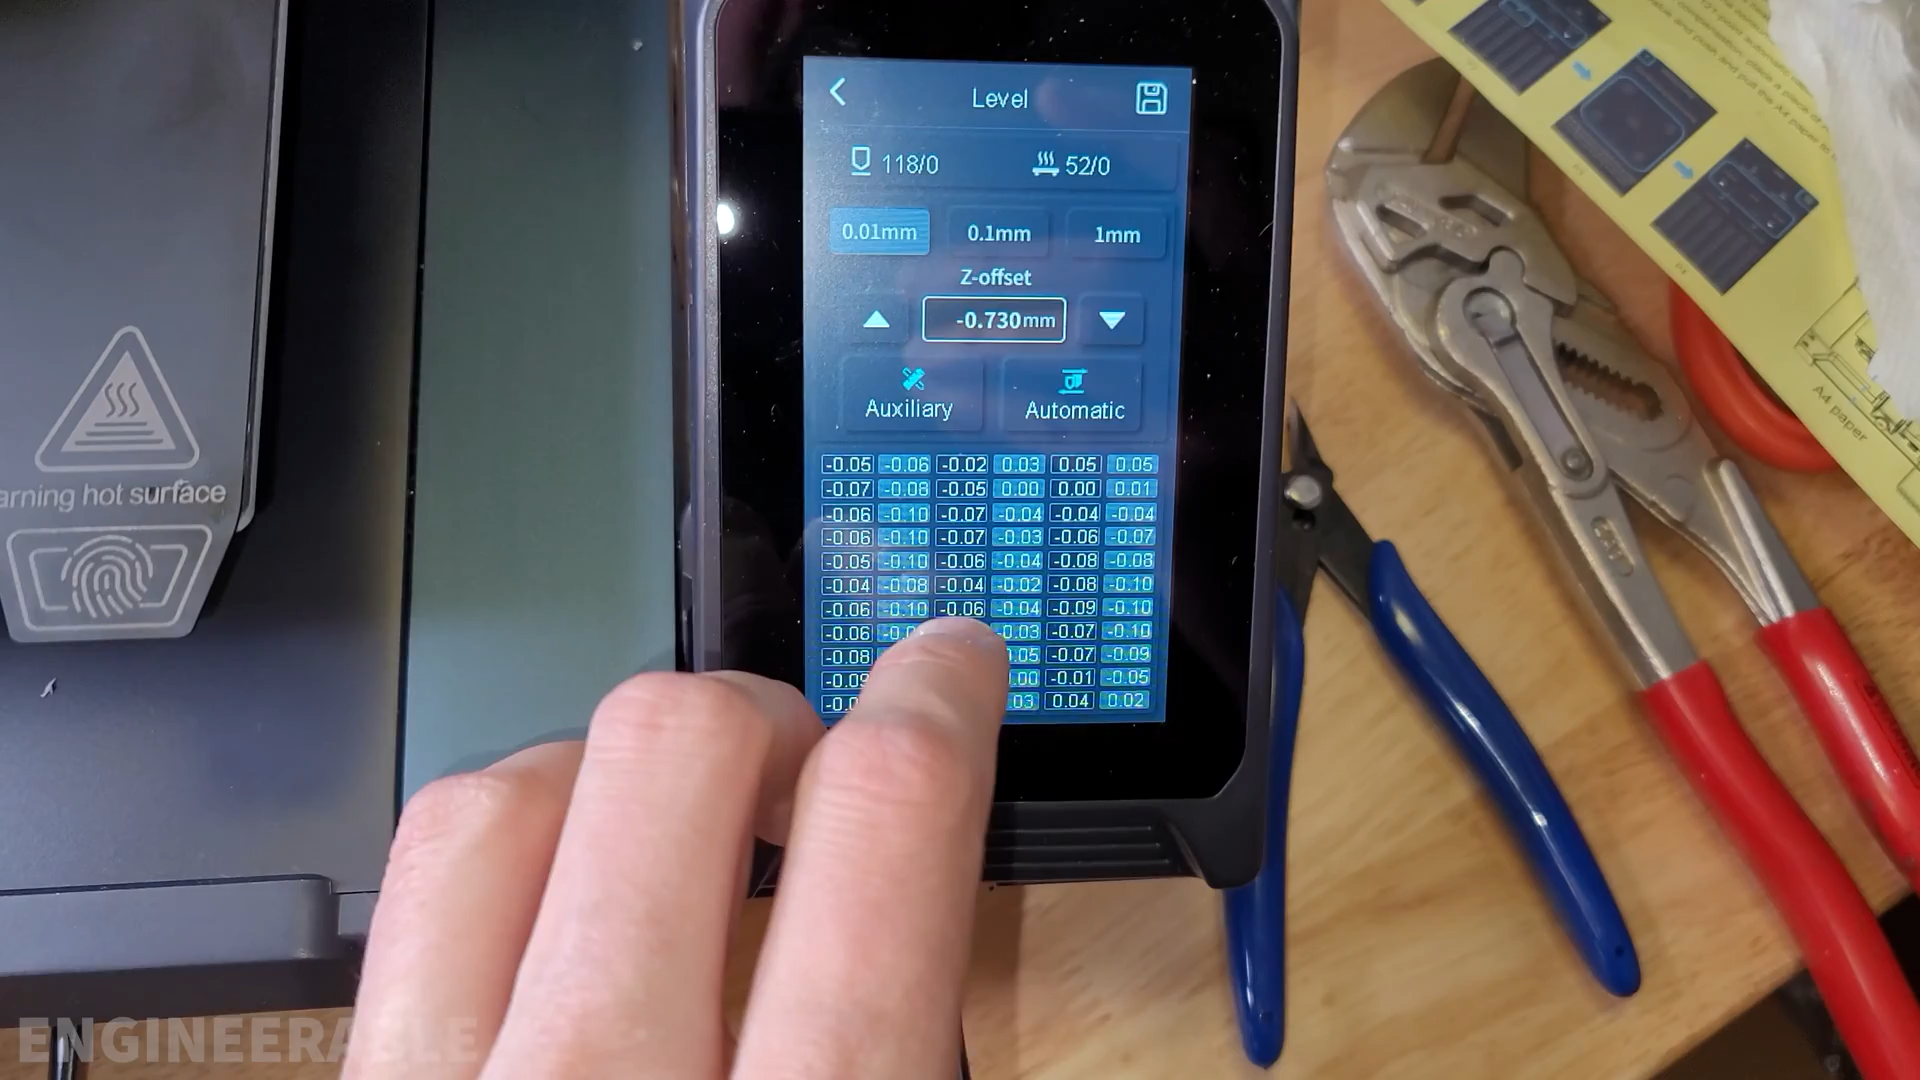 Level
118/0 52/0
0.01mm 0.1mm 1mm
Z-offset
-0.730mm
Auxiliary Automatic
-0.05 -0.06 -0.02 0.03 0.05 0.05
-0.07 -0.08 -0.05 0.00 0.00 0.01
-0.06 -0.10 -0.07 -0.04 -0.04 -0.04
-0.06 -0.10 -0.07 -0.03 -0.06 -0.07
-0.05 -0.10 -0.06 -0.04 -0.08 -0.08
-0.04 -0.08 -0.04 -0.02 -0.08 -0.10
-0.06 -0.10 -0.06 -0.04 -0.09 -0.10
-0.06 -0.03 -0.07 -0.10
-0.08 -0.07 -0.09
-0.01 -0.05
0.04 0.02
arning hot surface
A4 paper
ENGINEERABLE